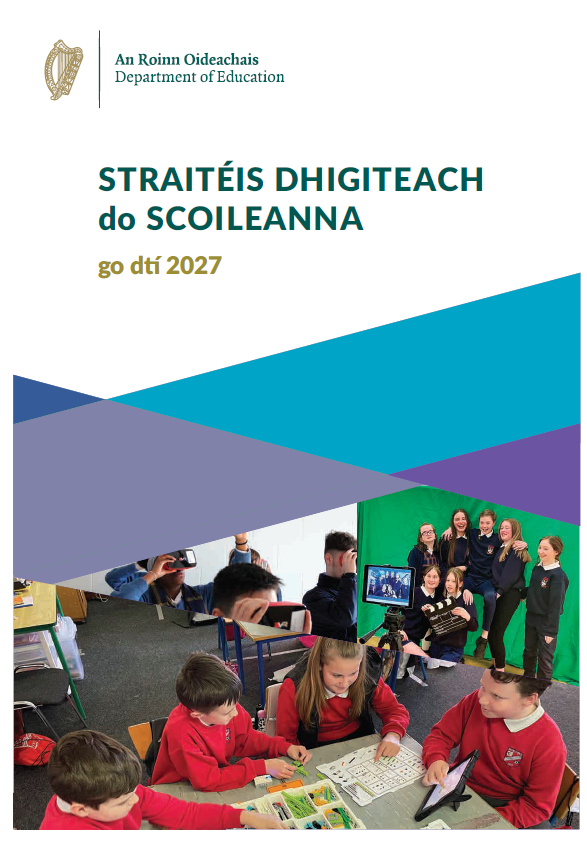 An Roinn Oideachais
Department of Education
STRAITÉIS DHIGITEACH
do SCOILEANNA
go dtí 2027